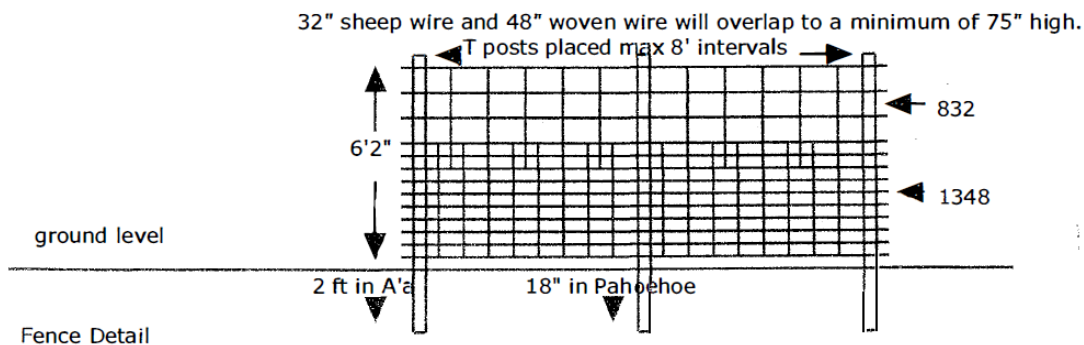 32" sheep wire and 48" woven wire will overlap to a minimum of 75" high.
T posts placed max 8' intervals
832
6'2"
1348
ground level
2 ft in A'a
18" in Pahoehoe
Fence Detail